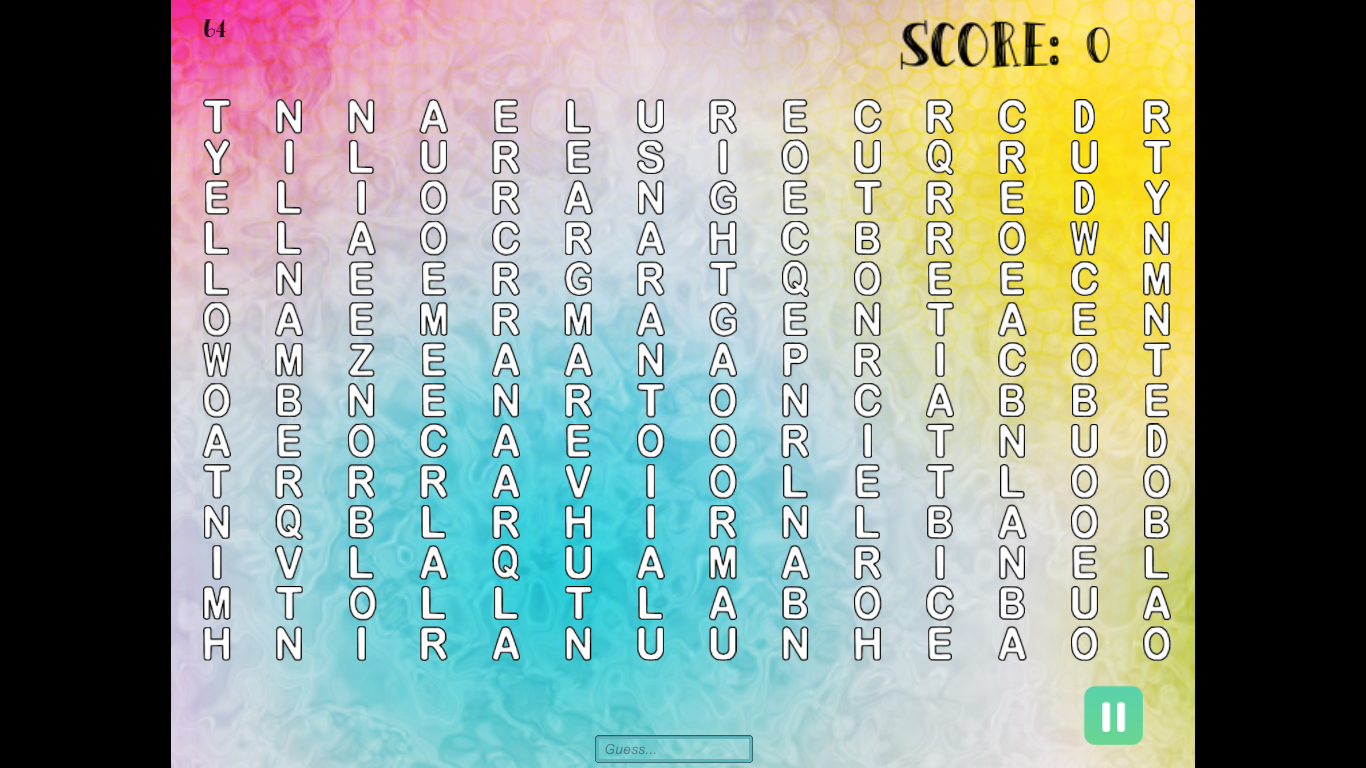 64
SCORE: 0
T N N A E L U R E C R C D R
Y I L U R E S I O U Q R U T
E L I O R A N G E T R E D Y
L L A O C R A H C B R O W N
L N E E R G R T Q O E E C M
O A E M R M A G E N T A E N
W M Z E A A N A P R I C O T
O B N E N R T O N C A B B E
A E O C A E O O R I T N U D
T R R R A V I O L E T L O O
N Q B L R H I R N L B A O B
I V L A Q U A M A R I N E L
M T O L L T L A B O C B U A
H N I R A N U U N H E A O O
Guess...